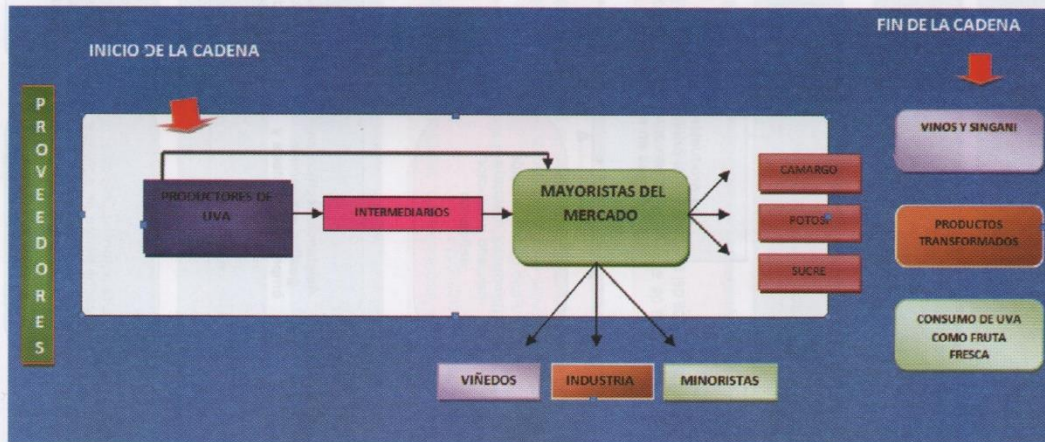 FIN DE LA CADENA
INICIO DE LA CADENA
PROVEEDORES
VINOS Y SINGANI
PRODUCTORES DE
UVA
INTERMEDIARIOS
MAYORISTAS DEL
MERCADO
CAMARGO
POTOSI
SUCRE
PRODUCTOS
TRANSFORMADOS
CONSUMO DE UVA
COMO FRUTA
FRESCA
VIÑEDOS
INDUSTRIA
MINORISTAS